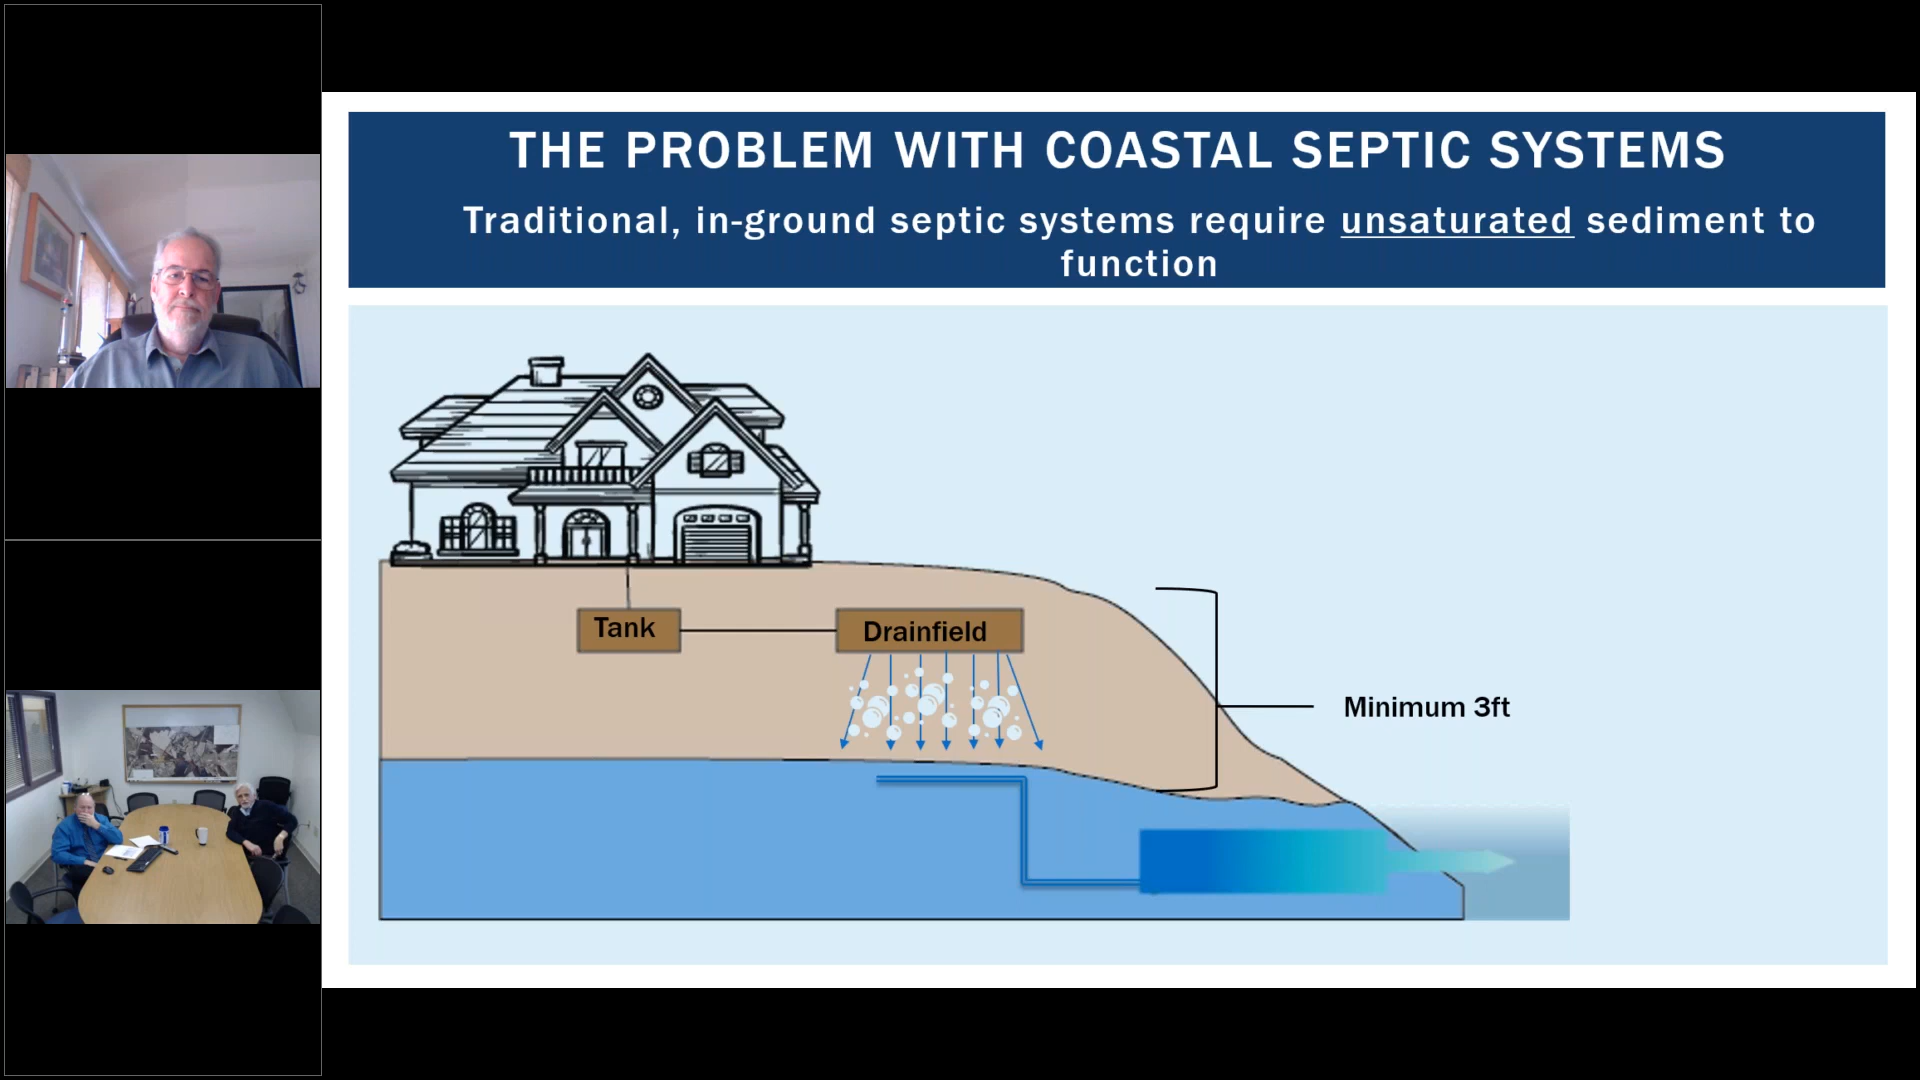 THE PROBLEM WITH COASTAL SEPTIC SYSTEMS
Traditional, in-ground septic systems require unsaturated sediment to
function
Tank
Drainfield
Minimum 3ft